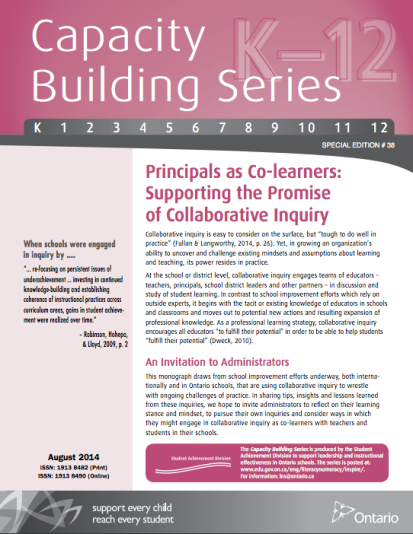 Capacity
Building Series
K–12
K 1 2 3 4 5 6 7 8 9 10 11 12
SPECIAL EDITION # 38
Principals as Co-learners:
Supporting the Promise
of Collaborative Inquiry
Collaborative inquiry is easy to consider on the surface, but "tough to do well in
practice" (Fullan & Langworthy, 2014, p. 26). Yet, in growing an organization's
ability to uncover and challenge existing mindsets and assumptions about learning
and teaching, its power resides in practice.
At the school or district level, collaborative inquiry engages teams of educators –
teachers, principals, school district leaders and other partners – in discussion and
study of student learning. In contrast to school improvement efforts which rely on
outside experts, it begins with the tacit or existing knowledge of educators in schools
and classrooms and moves out to potential new actions and resulting expansion of
professional knowledge. As a professional learning strategy, collaborative inquiry
encourages all educators "to fulfill their potential" in order to be able to help students
"fulfill their potential" (Dweck, 2010).
An Invitation to Administrators
This monograph draws from school improvement efforts underway, both inter-
nationally and in Ontario schools, that are using collaborative inquiry to wrestle
with ongoing challenges of practice. In sharing tips, insights and lessons learned
from these inquiries, we hope to invite administrators to reflect on their learning
stance and mindset, to pursue their own inquiries and consider ways in which
they might engage in collaborative inquiry as co-learners with teachers and
students in their schools.
When schools were engaged
in inquiry by ....
"... re-focusing on persistent issues of
underachievement ... investing in continued
knowledge-building and establishing
coherence of instructional practices across
curriculum areas, gains in student achieve-
ment were realized over time."
- Robinson, Hohepa,
& Lloyd, 2009, p. 2
August 2014
ISSN: 1913 8482 (Print)
ISSN: 1913 8490 (Online)
Student Achievement Division
The Capacity Building Series is produced by the Student
Achievement Division to support leadership and instructional
effectiveness in Ontario schools. The series is posted at:
www.edu.gov.on.ca/eng/literacynumeracy/inspire/.
For information: lns@ontario.ca
support every child
reach every student
Ontario